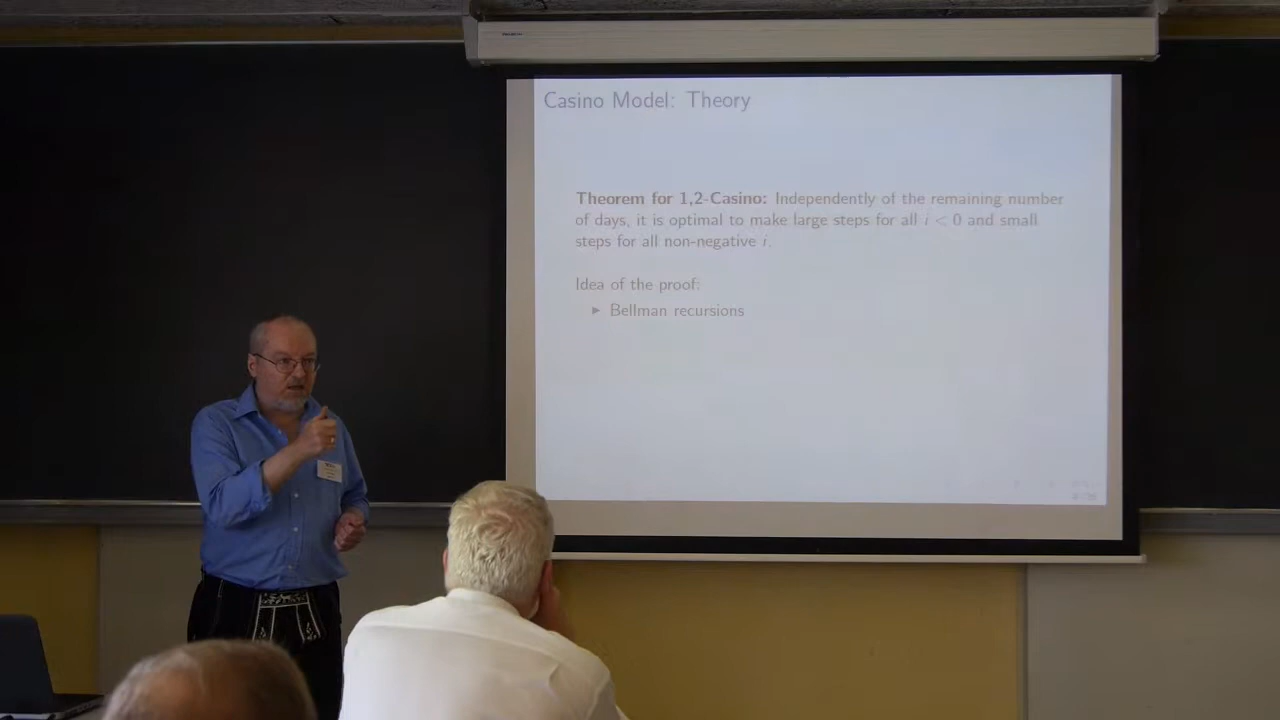 Casino Model: Theory
Theorem for 1,2-Casino: Independently of the remaining number
of days, it is optimal to make large steps for all i < 0 and small
steps for all non-negative i.
Idea of the proof:
▸ Bellman recursions